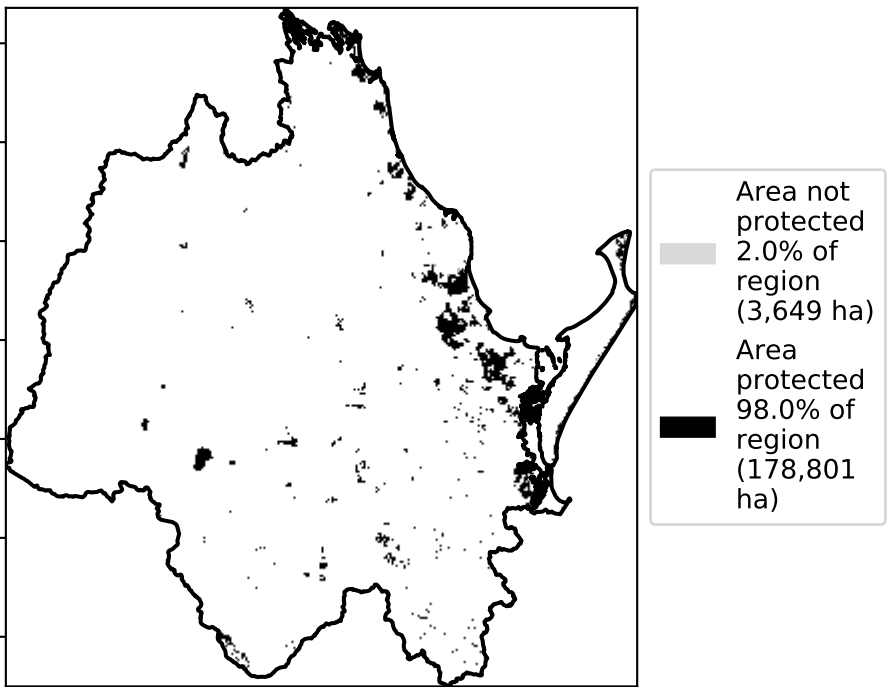 Area not
protected
2.0% of
region
(3,649 ha)
Area
protected
98.0% of
region
(178,801
ha)